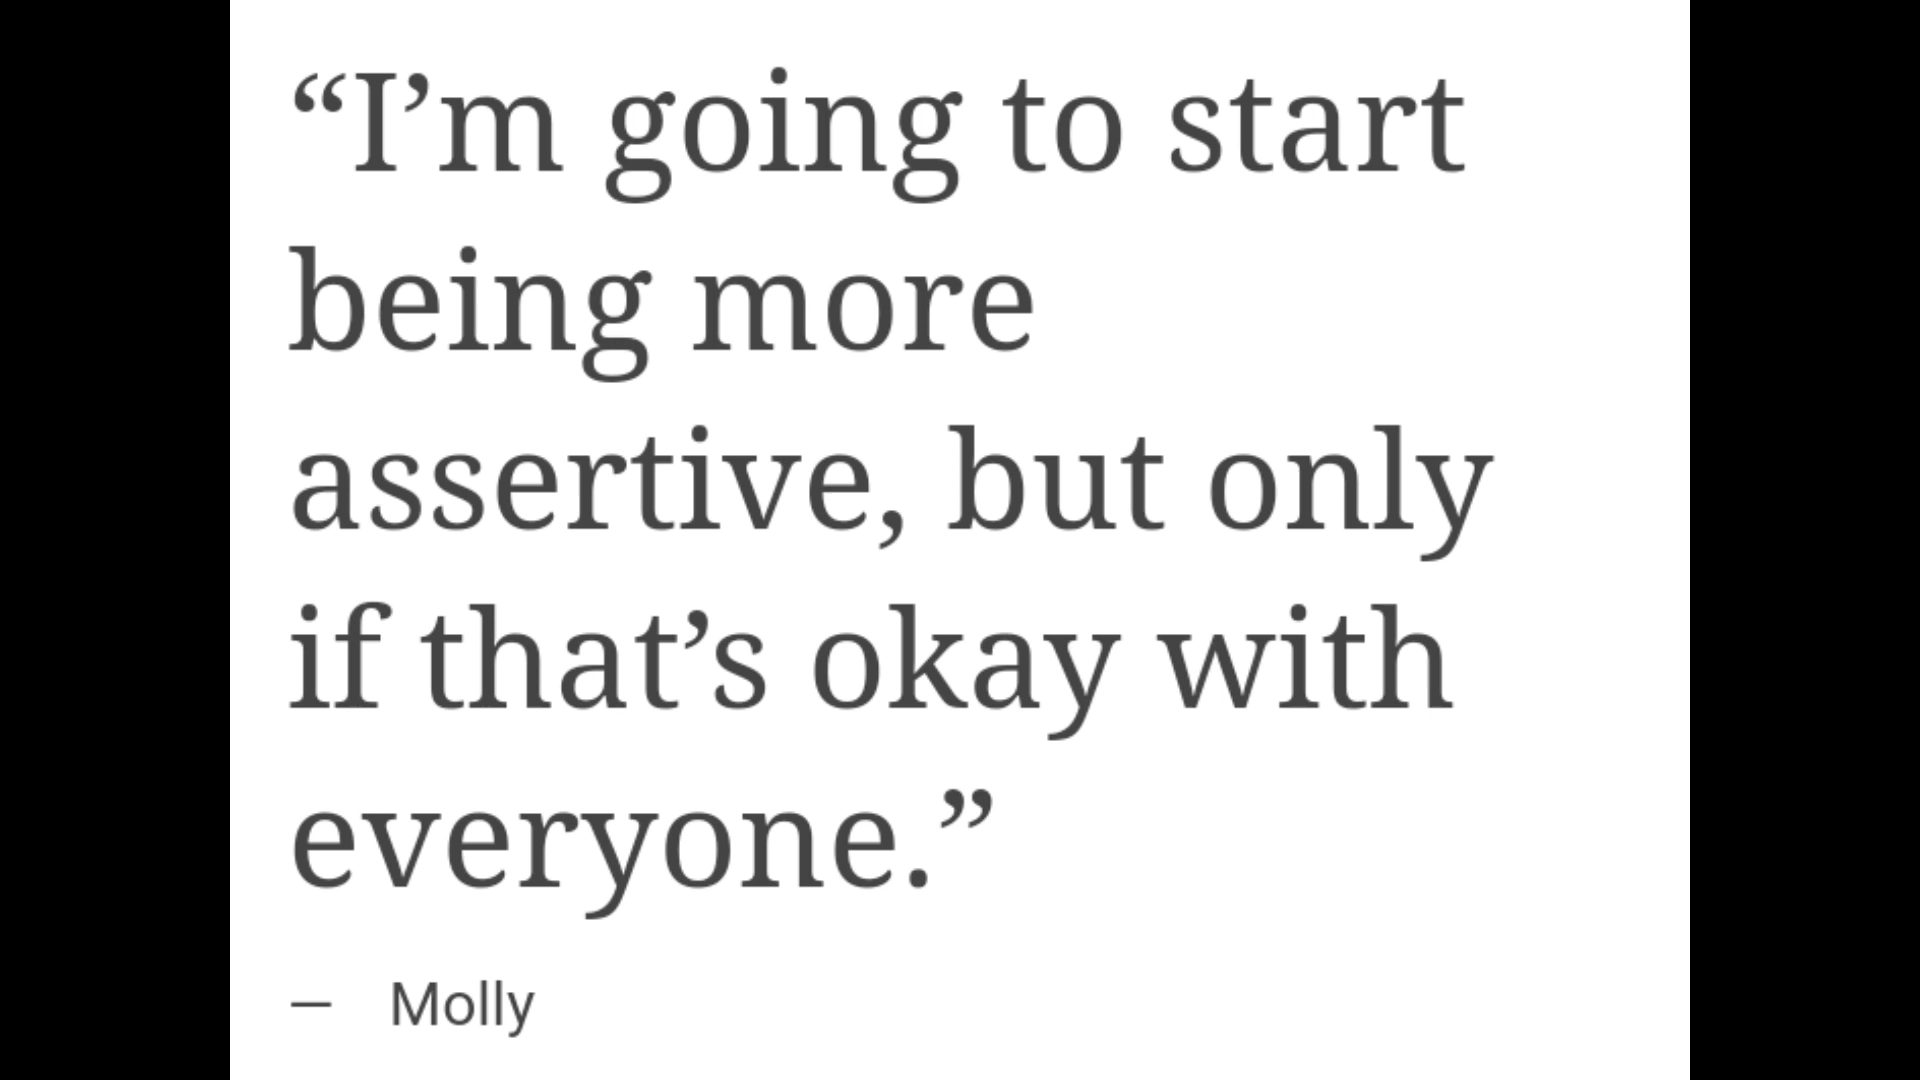 “I’m going to start
being more
assertive, but only
if that’s okay with
everyone.”
— Molly